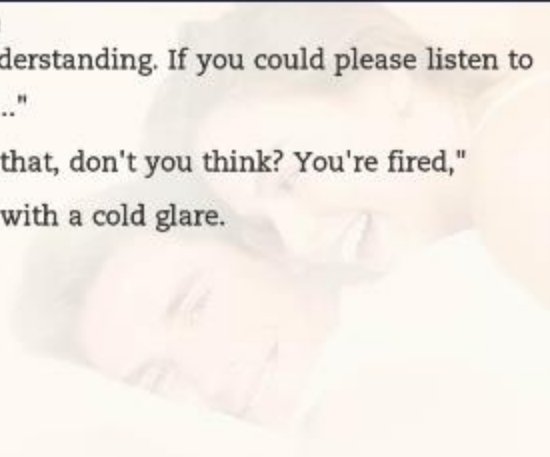 derstanding. If you could please listen to
.."
that, don't you think? You're fired,"
with a cold glare.